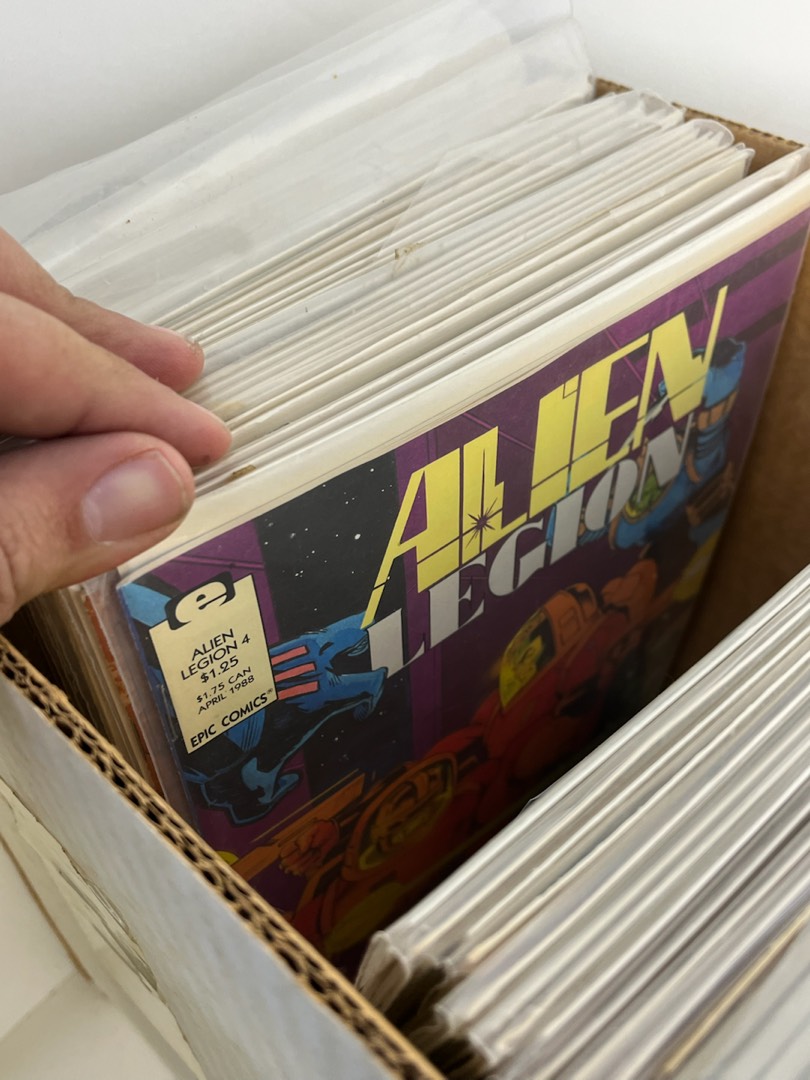 ALIEN
LEGION
e
ALIEN
LEGION 4
$1.25
$1.75 CAN
APRIL 1988
EPIC COMICS®